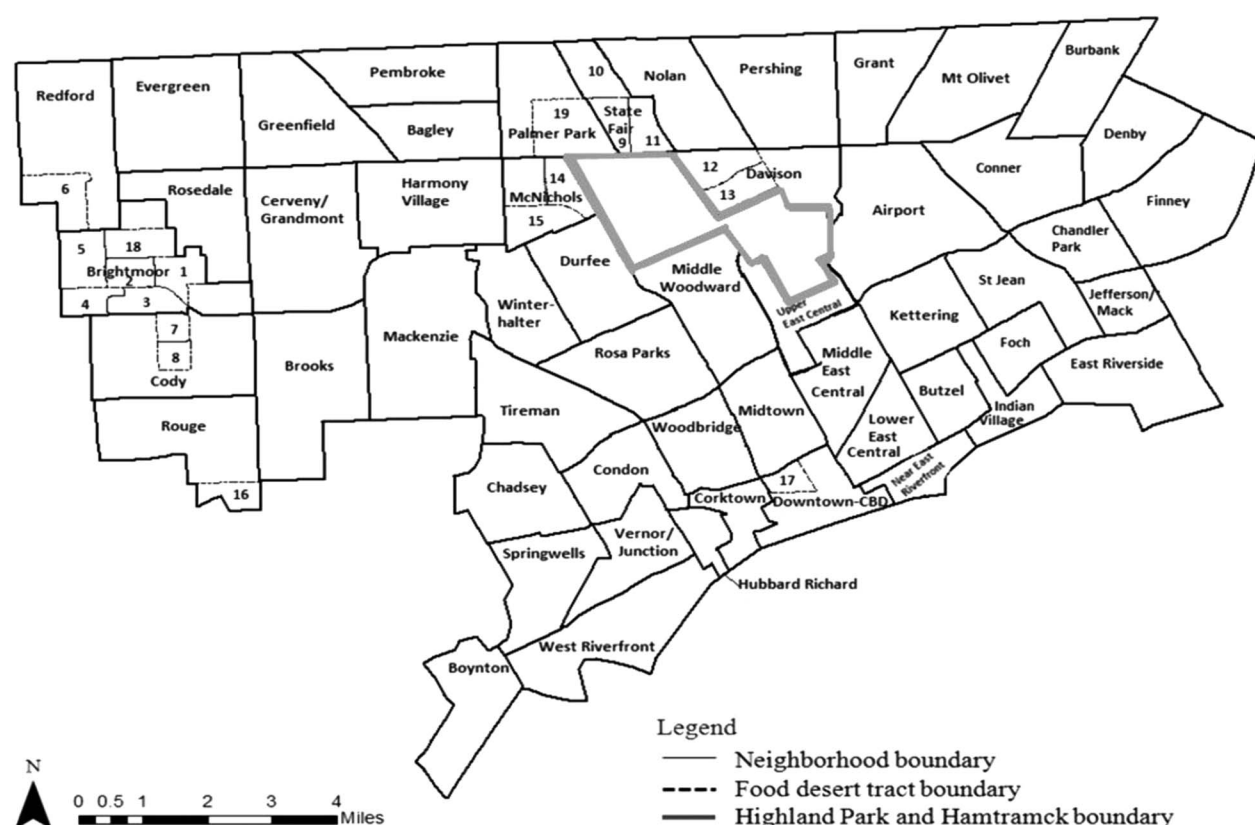 Redford
Evergreen
Greenfield
Pembroke
Bagley
10
Nolan
Pershing
Grant
Mt Olivet
Burbank
19
Palmer Park
State
Fair
9
11
Denby
Conner
Finney
6
Rosedale
Cerveny/
Grandmont
Harmony
Village
14
McNichols
15
12
Davison
13
Airport
Chandler
Park
5
18
Brightmoor
1
2
4
3
7
8
Cody
Durfee
Middle
Woodward
Winter-
halter
Upper
East Central
St Jean
Jefferson/
Mack
Kettering
Mackenzie
Brooks
Rosa Parks
Middle
East
Central
Foch
East Riverside
Butzel
Indian
Village
Rouge
16
Tireman
Woodbridge
Midtown
Lower
East
Central
Near East
Riverfront
Chadsey
Condon
17
Corktown
Downtown-CBD
Springwells
Vernor/
Junction
Hubbard Richard
West Riverfront
Boynton
Legend
Neighborhood boundary
Food desert tract boundary
Highland Park and Hamtramck boundary
N
0 0.5 1 2 3 4
Miles